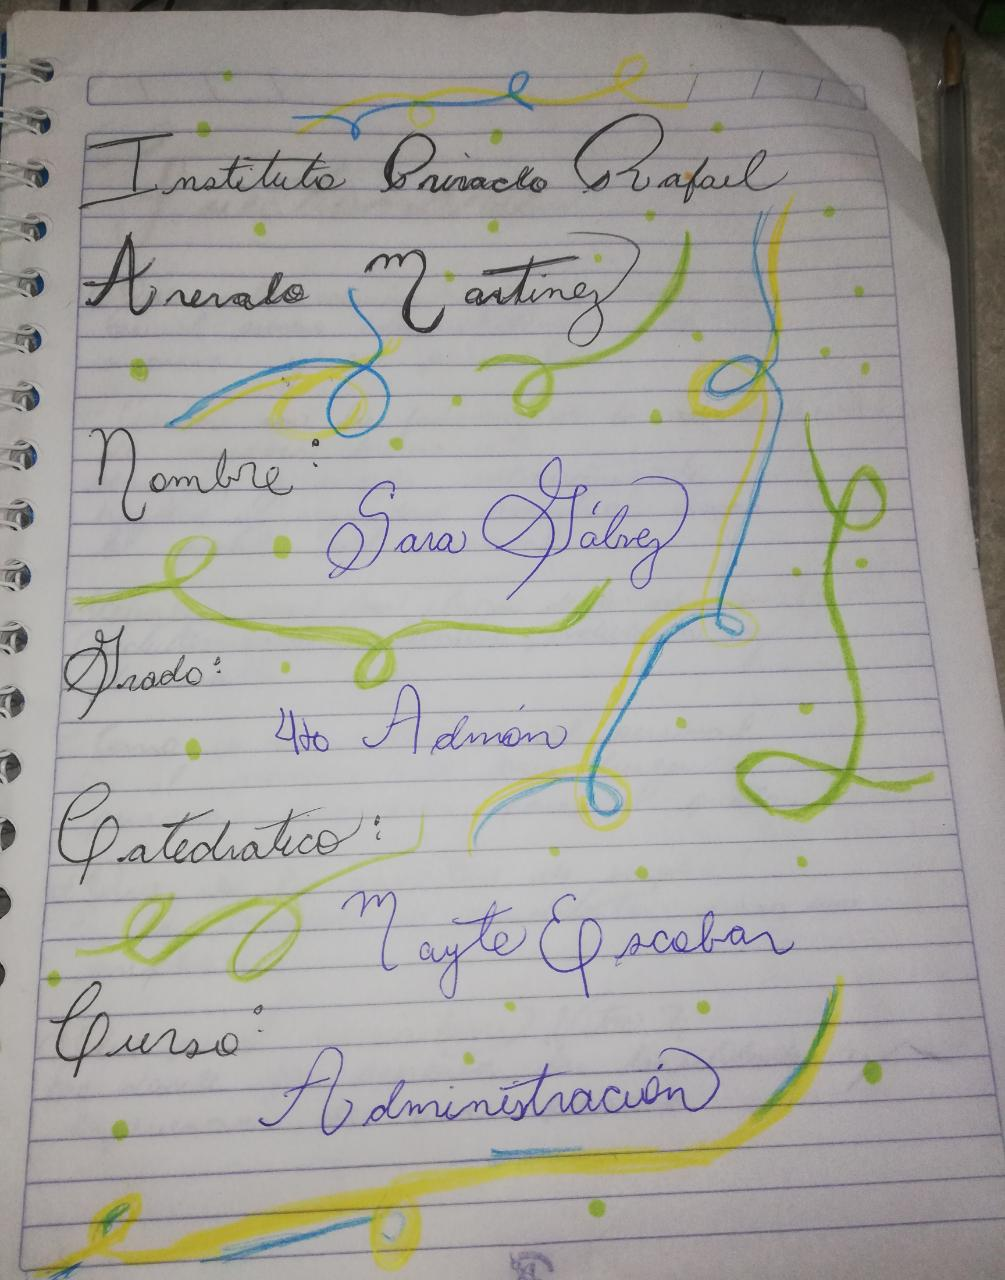 Instituto Privado Rafael
Arevalo Martinez
Nombre:
Sara Gálvez
Grado:
4to Admón
Catedratico:
Mayte Escobar
Curso:
Administración